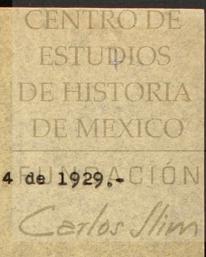 CENTRO DE
ESTUDIOS
DE HISTORIA
DE MEXICO
4 de 1929.-
FUNDACIÓN
Carlos Slim